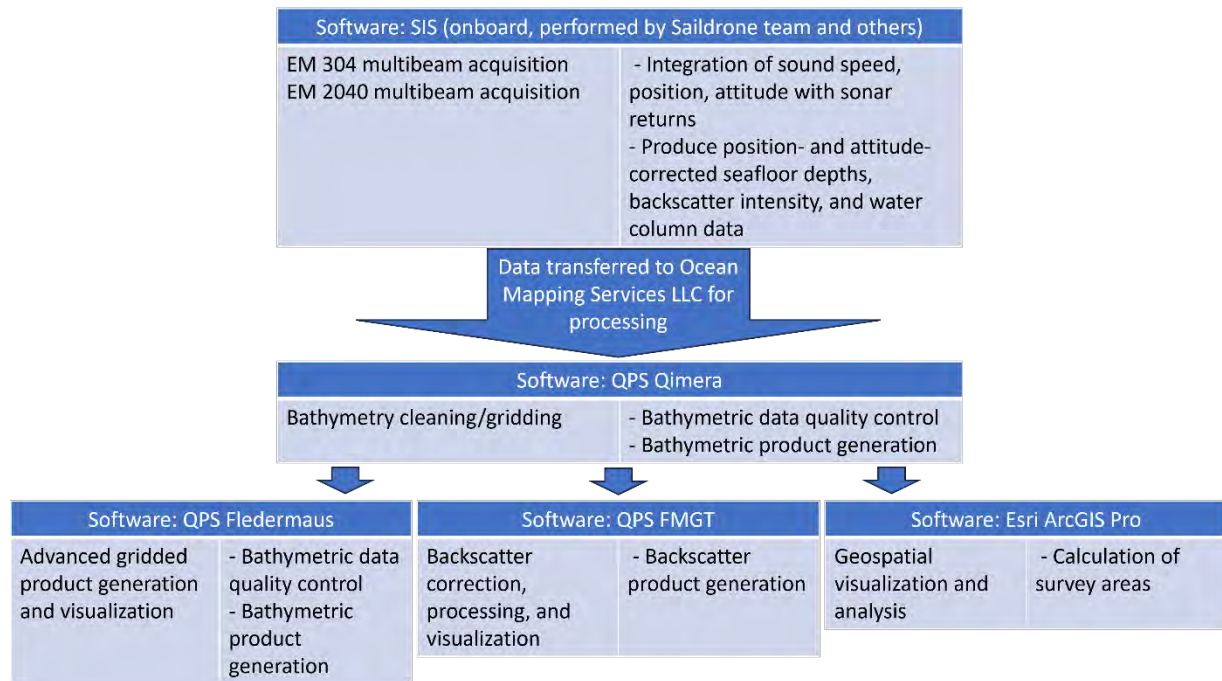 Software: SIS (onboard, performed by Saildrone team and others)
EM 304 multibeam acquisition
EM 2040 multibeam acquisition
- Integration of sound speed,
position, attitude with sonar
returns
- Produce position- and attitude-
corrected seafloor depths,
backscatter intensity, and water
column data
Data transferred to Ocean
Mapping Services LLC for
processing
Software: QPS Qimera
Bathymetry cleaning/gridding
- Bathymetric data quality control
- Bathymetric product generation
Software: QPS Fledermaus
Advanced gridded
product generation
and visualization
- Bathymetric data
quality control
- Bathymetric
product
generation
Software: QPS FMGT
Backscatter
correction,
processing, and
visualization
- Backscatter
product generation
Software: Esri ArcGIS Pro
Geospatial
visualization and
analysis
- Calculation of
survey areas